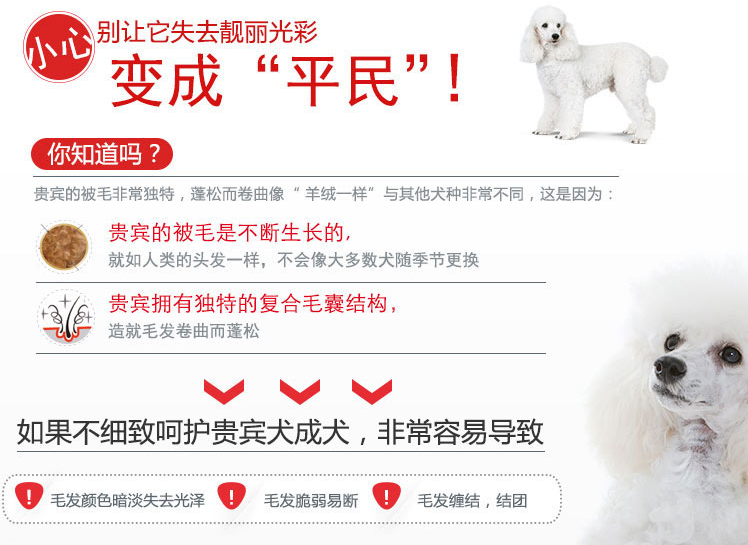 小心
别让它失去靓丽光彩
变成“平民”！
你知道吗？
贵宾的被毛非常独特，蓬松而卷曲像“羊绒一样”与其他犬种非常不同，这是因为：
贵宾的被毛是不断生长的，
就如人类的头发一样，不会像大多数犬随季节更换
贵宾拥有独特的复合毛囊结构，
造就毛发卷曲而蓬松
如果不细致呵护贵宾犬成犬，非常容易导致
! 毛发颜色暗淡失去光泽 ! 毛发脆弱易断 ! 毛发缠结，结团